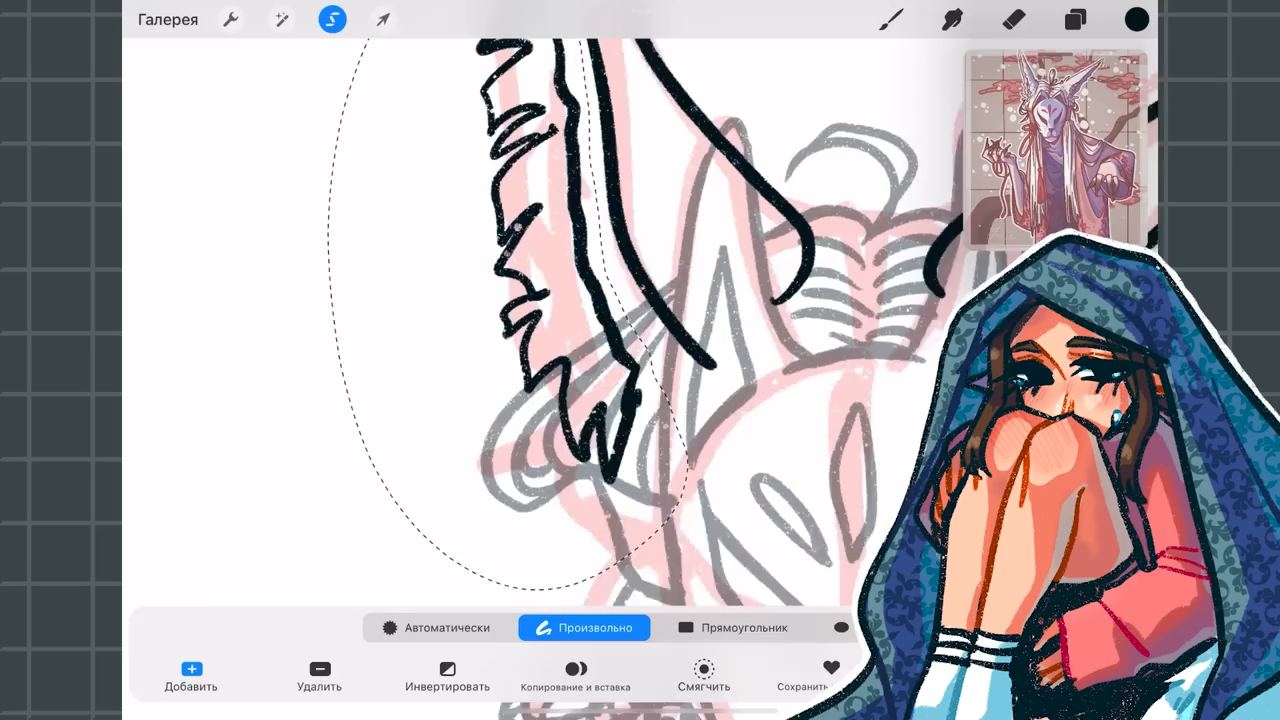 Галерея
Автоматически
Произвольно
Прямоугольник
Добавить
Удалить
Инвертировать
Копирование и вставка
Смягчить
Сохранить